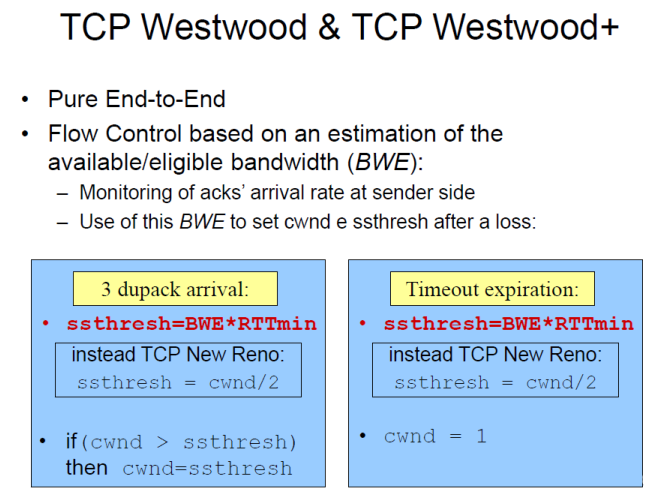 TCP Westwood & TCP Westwood+
• Pure End-to-End
• Flow Control based on an estimation of the
available/eligible bandwidth (BWE):
– Monitoring of acks' arrival rate at sender side
– Use of this BWE to set cwnd e ssthresh after a loss:
3 dupack arrival:
• ssthresh=BWE*RTTmin
instead TCP New Reno:
ssthresh = cwnd/2
• if(cwnd > ssthresh)
then cwnd=ssthresh
Timeout expiration:
• ssthresh=BWE*RTTmin
instead TCP New Reno:
ssthresh = cwnd/2
• cwnd = 1